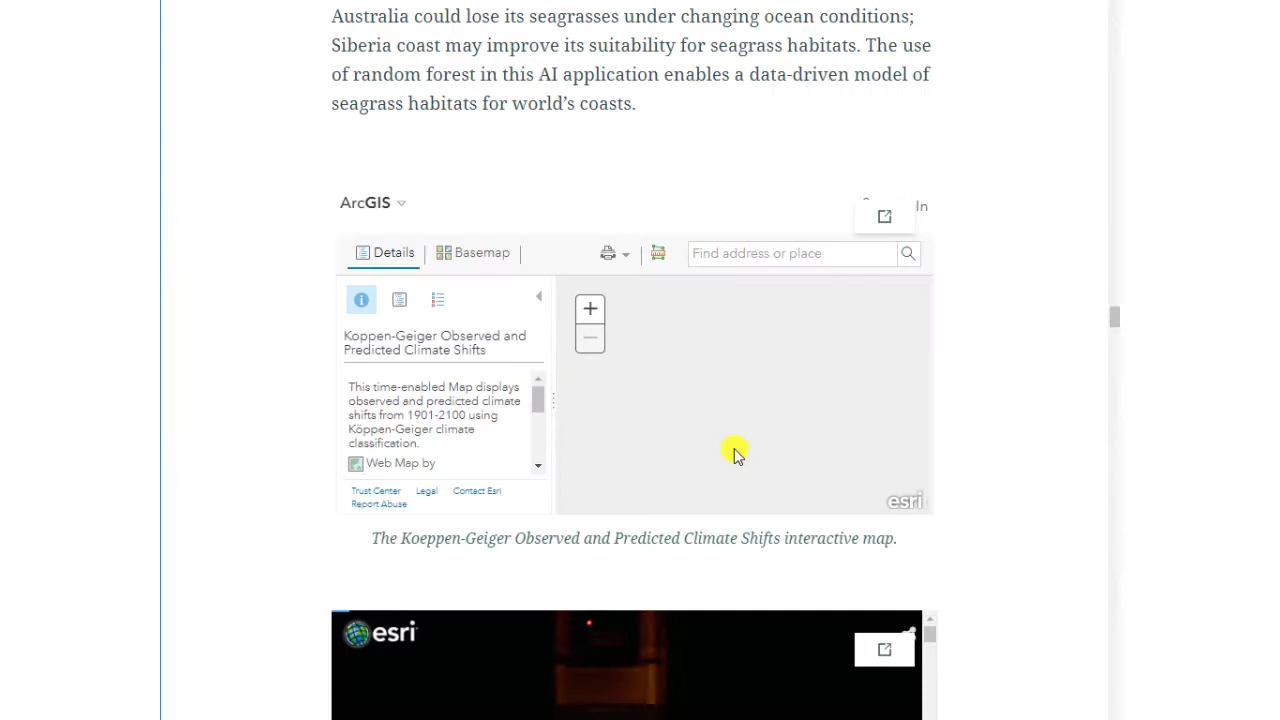 Australia could lose its seagrasses under changing ocean conditions;
Siberia coast may improve its suitability for seagrass habitats. The use
of random forest in this AI application enables a data-driven model of
seagrass habitats for world's coasts.
ArcGIS
In
Details
Basemap
Find address or place
Koppen-Geiger Observed and
Predicted Climate Shifts
This time-enabled Map displays
observed and predicted climate
shifts from 1901-2100 using
Köppen-Geiger climate
classification.
Web Map by
Trust Center Legal Contact Esri
Report Abuse
esri
The Koeppen-Geiger Observed and Predicted Climate Shifts interactive map.
esri